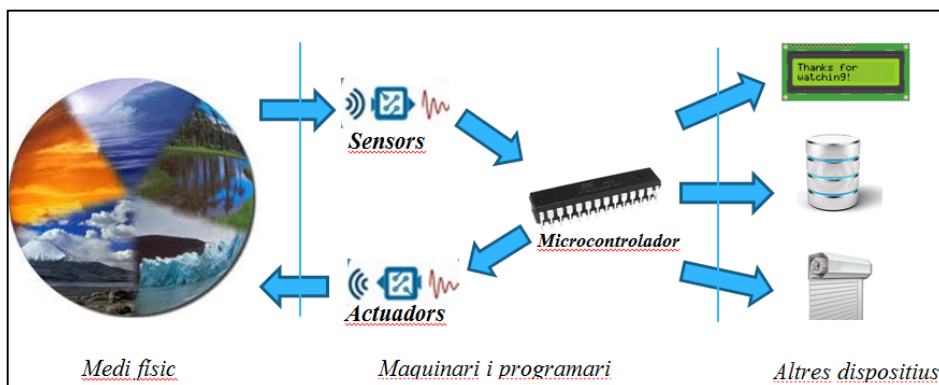 Thanks for
watching!
Sensors
Microcontrolador
Actuadors
Medi físic
Maquinari i programari
Altres dispositius